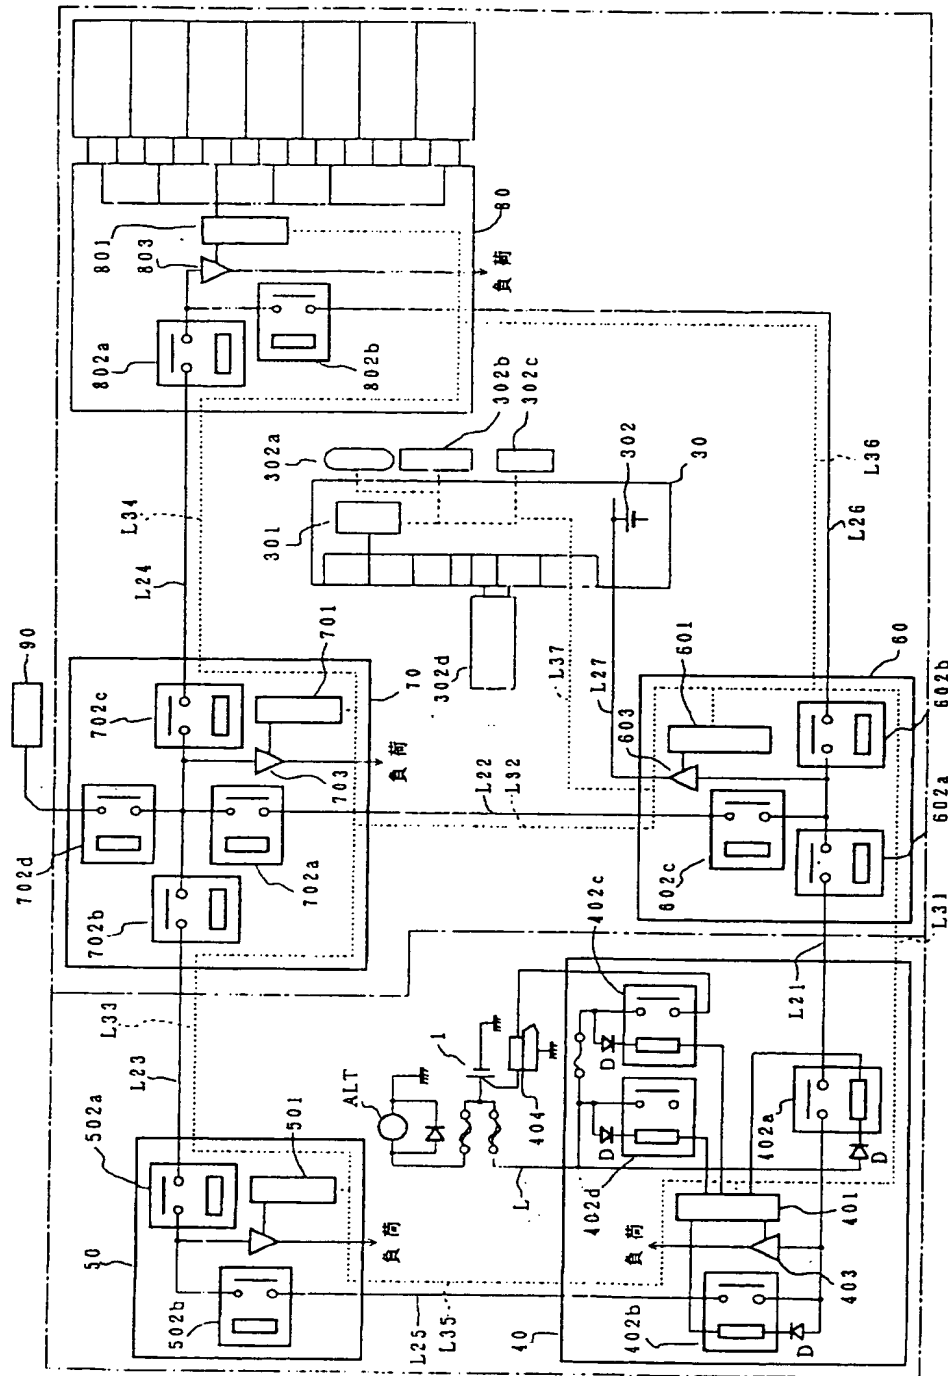 80
801
803
負荷
802a
802b
302a
302b
302c
301
302
30
L36
L26
L34
L24
302d
L37
L27
90
701
70
702c
負荷
703
702d
702a
702b
L22
L32
601
60
603
602b
602a
602c
L31
L21
L33
L23
ALT
1
404
402c
D
D
402d
L
402a
D
502a
501
50
負荷
502b
L25
L35
401
負荷
403
40
402b
D